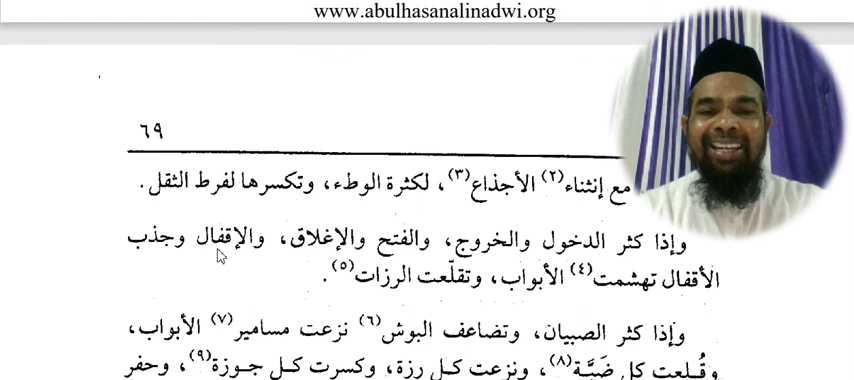 www.abulhasanalinadwi.org
٦٩
مع إنثناء(٢) الأجذاع(٣)، لكثرة الوطء، وتكسرها لفرط الثقل.
وإذا كثر الدخول والخروج، والفتح والإغلاق، والإقفال وجذب
الأقفال تهشمت(٤) الأبواب، وتقلّعت الرزات(٥).
وإذا كثر الصبيان، وتضاعف البوش(٦) نزعت مسامير(٧) الأبواب،
وقُلعت كل ضَبَّة(٨)، ونزعت كل رزة، وكسرت كل جوزة(٩)، وحفر